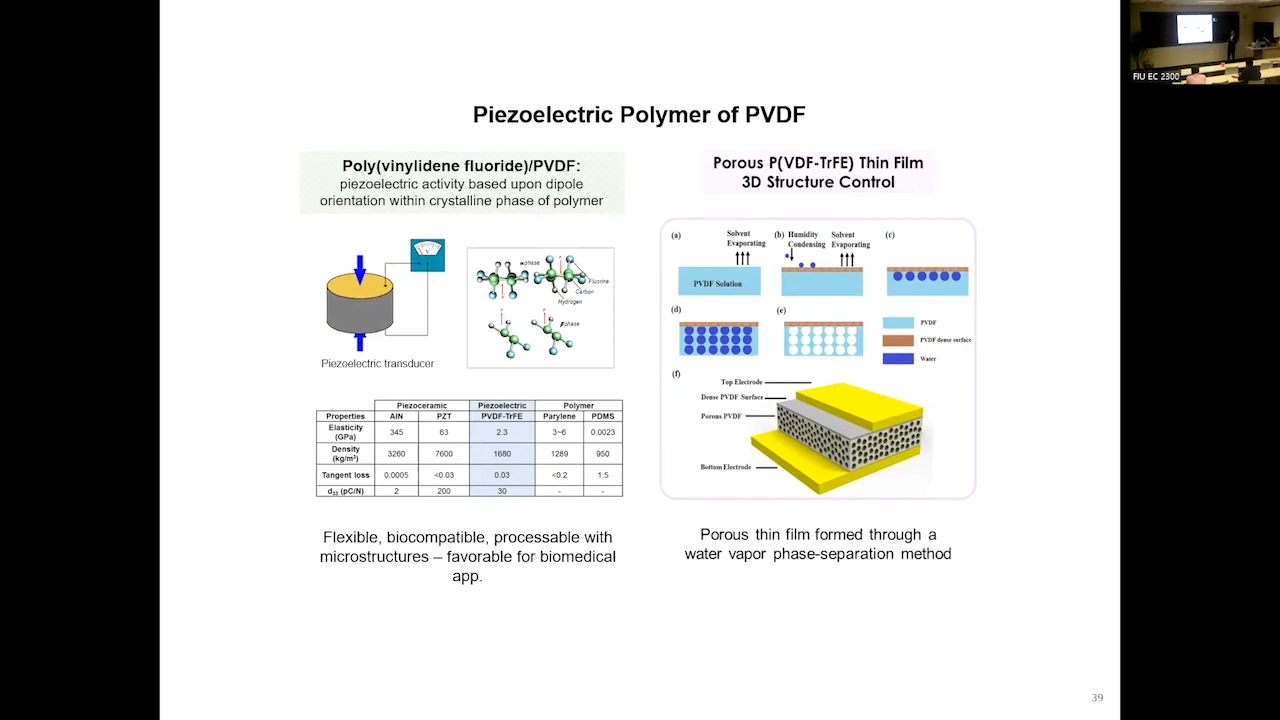 FIU EC 2300
Piezoelectric Polymer of PVDF
Poly(vinylidene fluoride)/PVDF:
piezoelectric activity based upon dipole
orientation within crystalline phase of polymer
Piezoelectric transducer
α-phase
Fluorine
Carbon
Hydrogen
β-phase
Piezoceramic Piezoelectric Polymer
Properties AlN PZT PVDF-TrFE Parylene PDMS
Elasticity (GPa) 345 63 2.3 3~6 0.0023
Density (kg/m³) 3260 7600 1680 1289 950
Tangent loss 0.0005 <0.03 0.03 <0.2 1.5
d₃₃ (pC/N) 2 200 30 - -
Flexible, biocompatible, processable with
microstructures – favorable for biomedical
app.
Porous P(VDF-TrFE) Thin Film
3D Structure Control
(a) Solvent Evaporating
PVDF Solution
(b) Humidity Condensing Solvent Evaporating
(c)
(d)
(e)
PVDF
PVDF dense surface
Water
(f)
Top Electrode
Dense PVDF Surface
Porous PVDF
Bottom Electrode
Porous thin film formed through a
water vapor phase-separation method
39